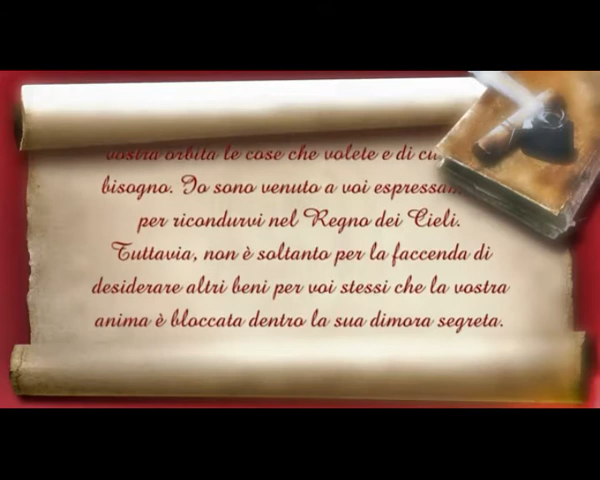 vostra orbita le cose che volete e di cu
bisogno. Io sono venuto a voi espressam
per ricondurvi nel Regno dei Cieli.
Tuttavia, non è soltanto per la faccenda di
desiderare altri beni per voi stessi che la vostra
anima è bloccata dentro la sua dimora segreta.